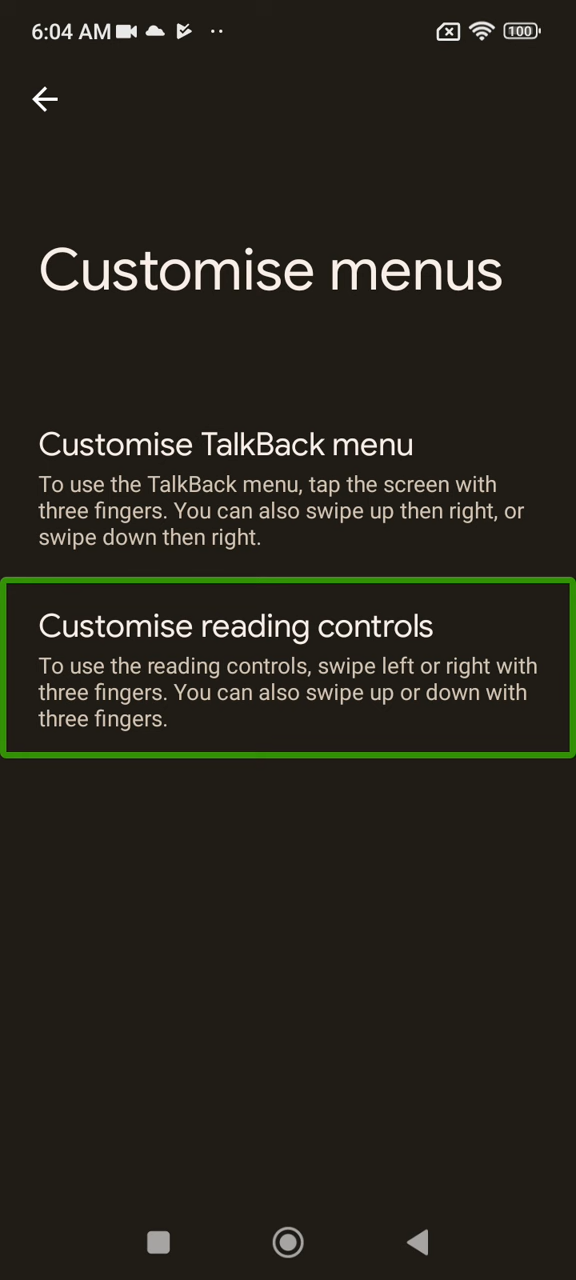 6:04 AM
100
Customise menus
Customise TalkBack menu
To use the TalkBack menu, tap the screen with
three fingers. You can also swipe up then right, or
swipe down then right.
Customise reading controls
To use the reading controls, swipe left or right with
three fingers. You can also swipe up or down with
three fingers.